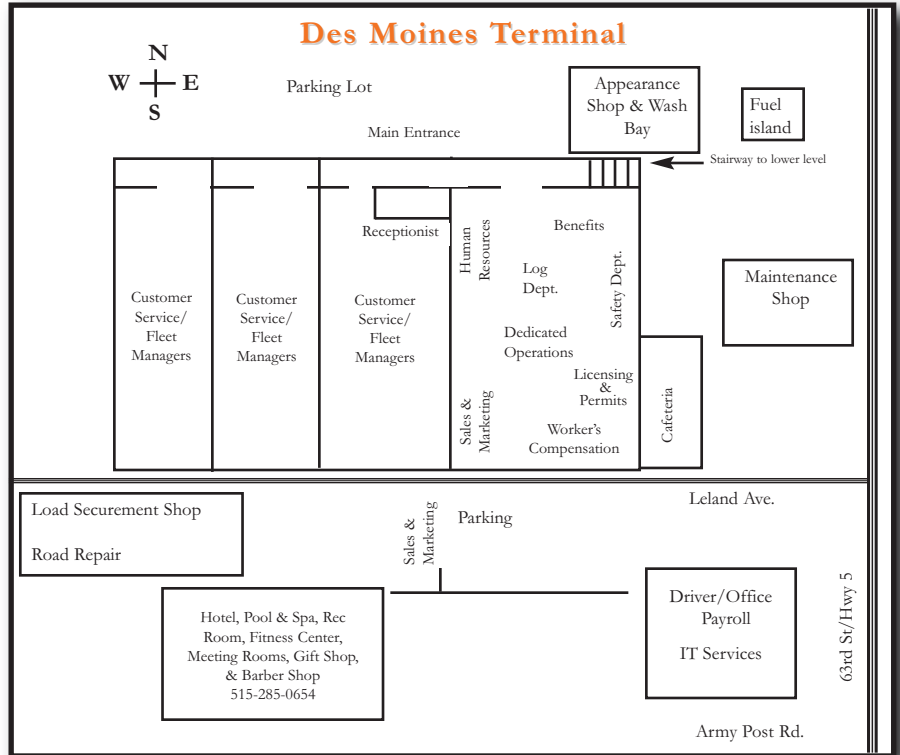 Des Moines Terminal
N
W E
S
Parking Lot
Appearance
Shop & Wash
Bay
Fuel
island
Main Entrance
Stairway to lower level
Receptionist
Human
Resources
Benefits
Log
Dept.
Safety Dept.
Maintenance
Shop
Customer
Service/
Fleet
Managers
Customer
Service/
Fleet
Managers
Customer
Service/
Fleet
Managers
Dedicated
Operations
Licensing
&
Permits
Sales &
Marketing
Worker's
Compensation
Cafeteria
Leland Ave.
Load Securement Shop
Road Repair
Sales &
Marketing
Parking
Hotel, Pool & Spa, Rec
Room, Fitness Center,
Meeting Rooms, Gift Shop,
& Barber Shop
515-285-0654
Driver/Office
Payroll
IT Services
63rd St/Hwy 5
Army Post Rd.